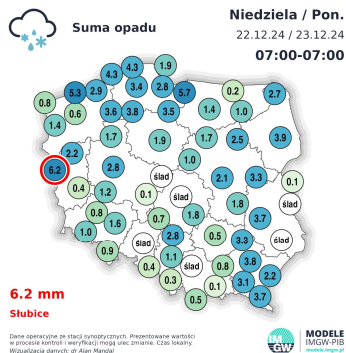 Suma opadu
Niedziela / Pon.
22.12.24 / 23.12.24
07:00-07:00
4.3 1.9
4.3
5.3 2.9 3.4 2.8 5.7 0.2 2.7
0.8
0.6 3.6 3.8 3.5 1.4 1.0
1.4
1.7 1.9 1.7 2.5 3.9
2.2 1.0
6.2 2.8
ślad 2.1 3.3 0.1
0.4 1.2 0.1
ślad 1.8 ślad
0.8 1.6 0.7 1.8 3.7
1.0 2.8 0.5 3.3 ślad
0.9 ślad
1.1 3.8
0.4 ślad 0.8 2.2
0.3 3.1
0.1
0.5 3.7
6.2 mm
Słubice
Dane operacyjne ze stacji synoptycznych. Prezentowane wartości
w procesie kontroli i weryfikacji mogą ulec zmianie. Czas lokalny.
Wizualizacja danych: dr Alan Mandal
IM
GW
MODELE
IMGW-PIB
modele.imgw.pl